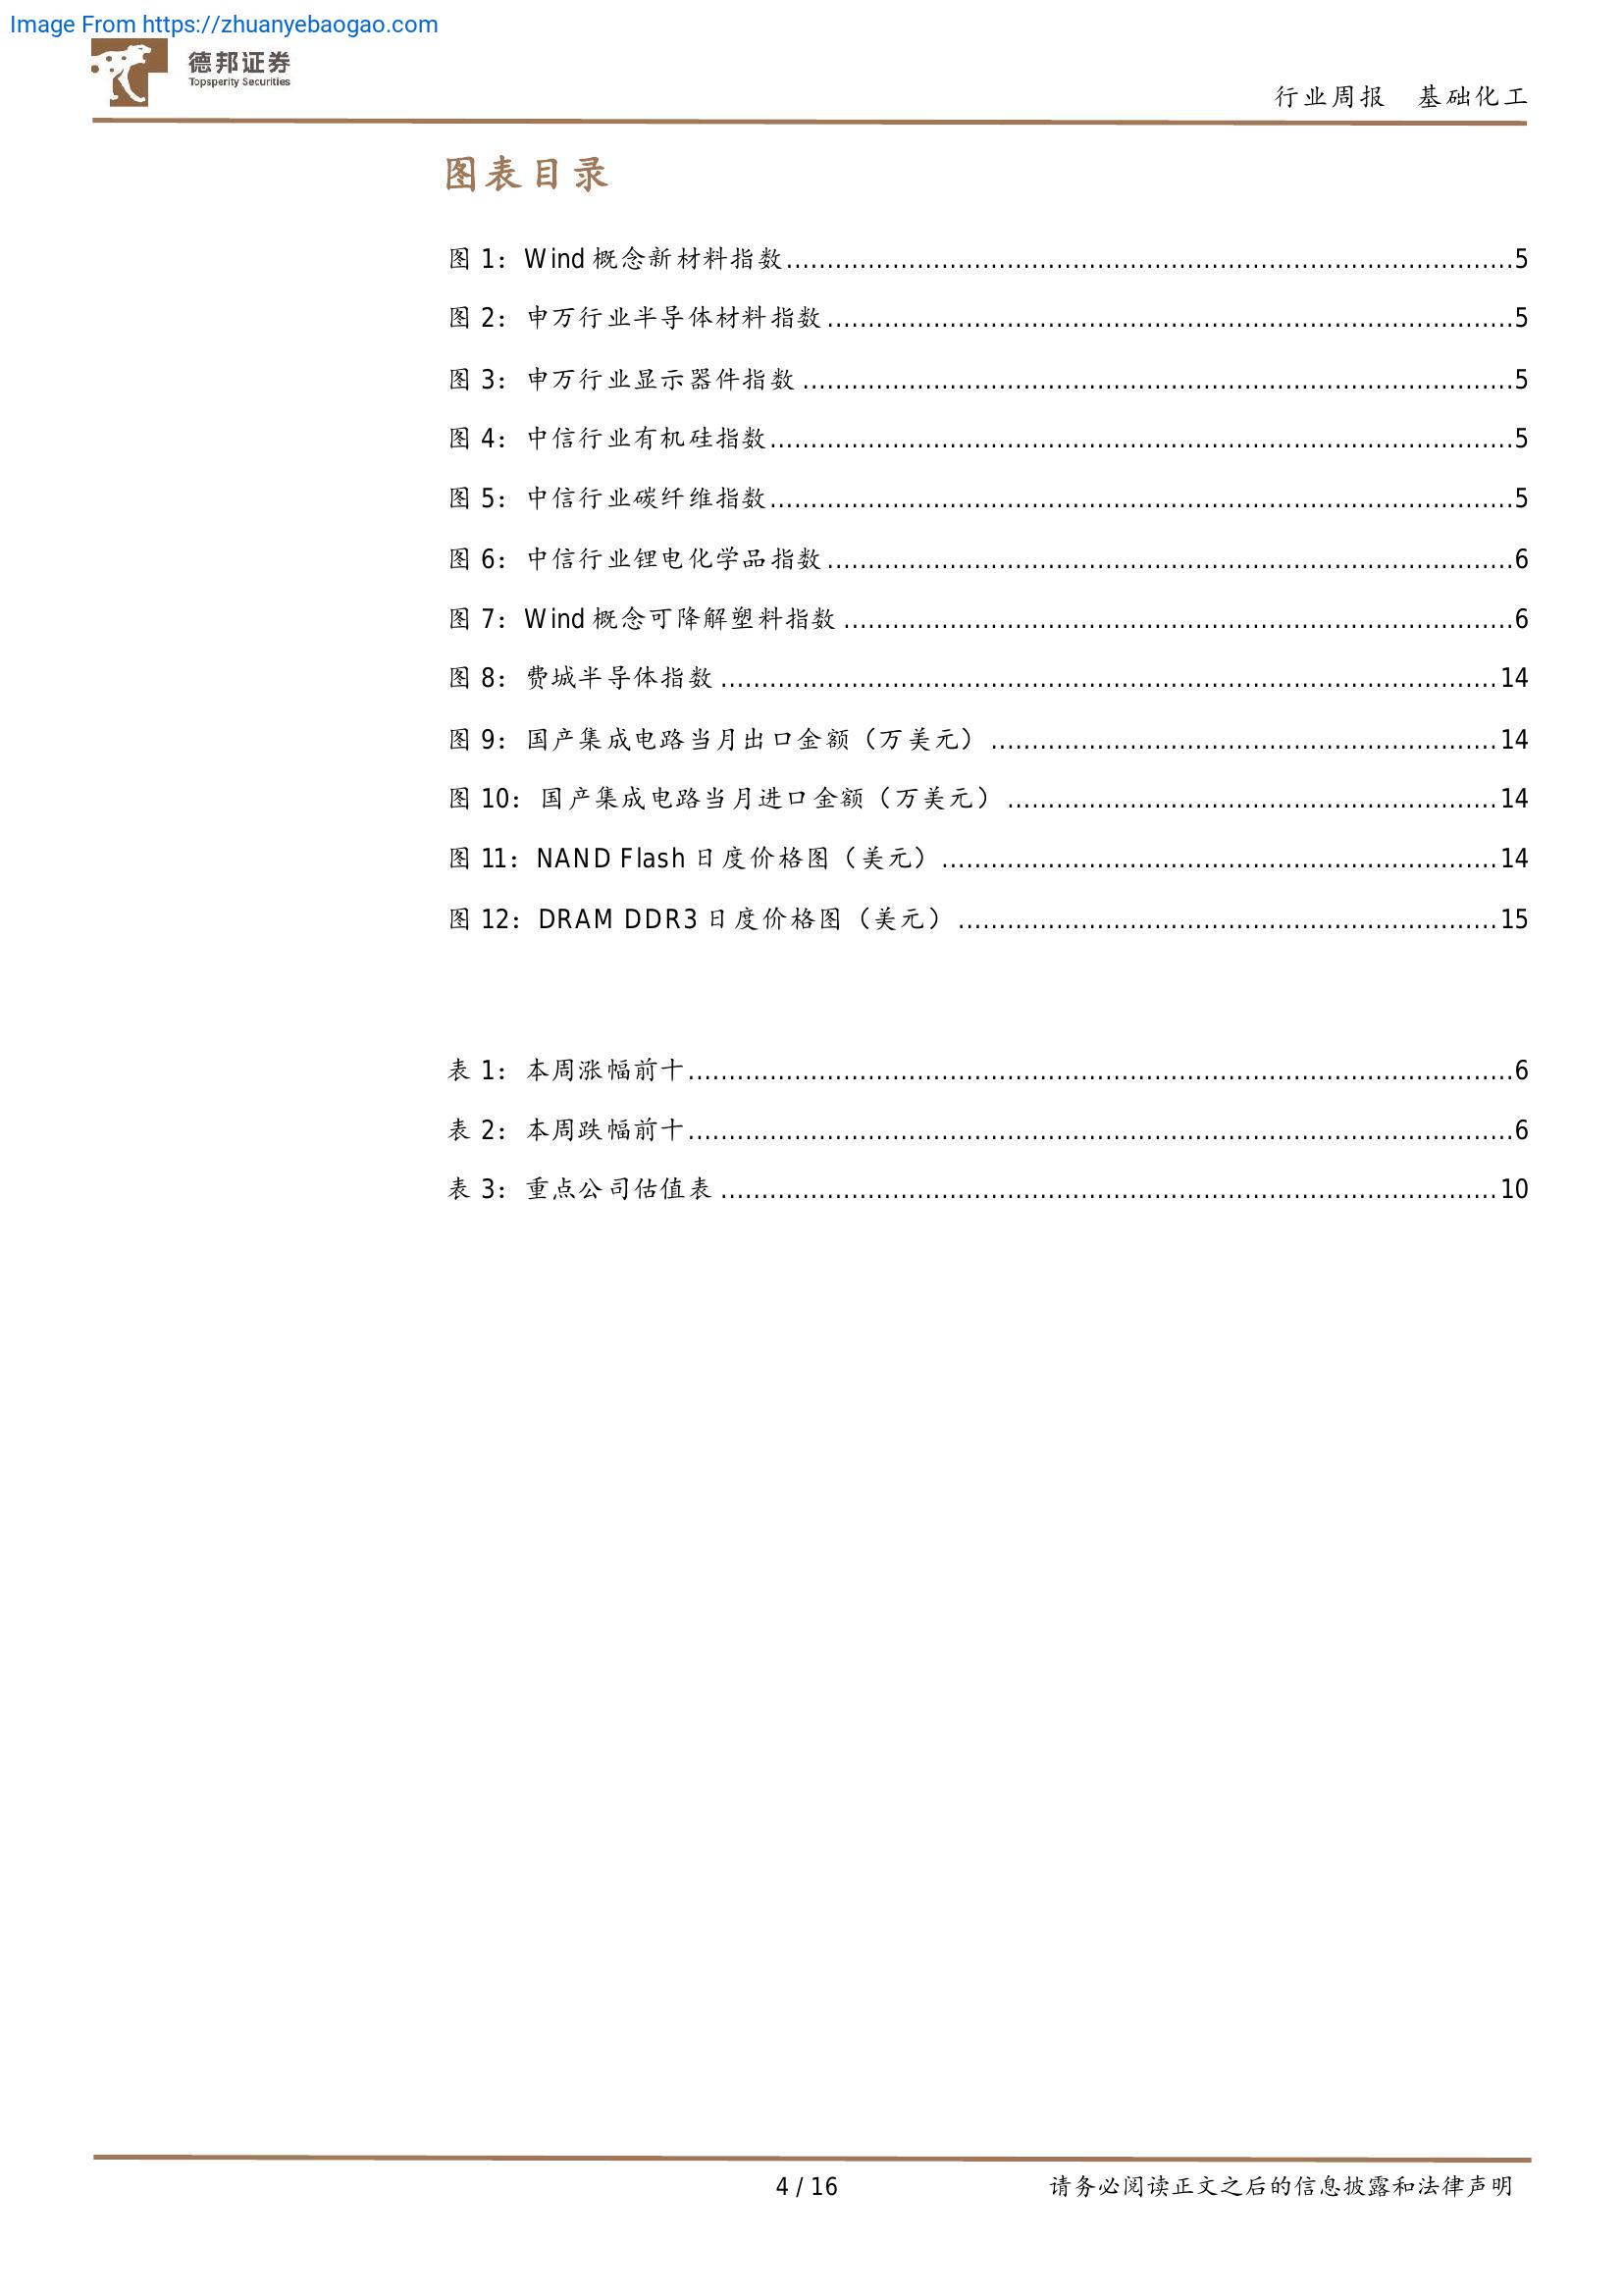 Image From https://zhuanyebaogao.com
德邦证券
Topsperity Securities
行业周报 基础化工
图表目录
图 1：Wind 概念新材料指数........................................................................................5
图 2：申万行业半导体材料指数...................................................................................5
图 3：申万行业显示器件指数......................................................................................5
图 4：中信行业有机硅指数..........................................................................................5
图 5：中信行业碳纤维指数..........................................................................................5
图 6：中信行业锂电化学品指数...................................................................................6
图 7：Wind 概念可降解塑料指数.................................................................................6
图 8：费城半导体指数...............................................................................................14
图 9：国产集成电路当月出口金额（万美元）..............................................................14
图 10：国产集成电路当月进口金额（万美元）............................................................14
图 11：NAND Flash 日度价格图（美元）....................................................................14
图 12：DRAM DDR3 日度价格图（美元）..................................................................15
表 1：本周涨幅前十....................................................................................................6
表 2：本周跌幅前十....................................................................................................6
表 3：重点公司估值表...............................................................................................10
4 / 16 请务必阅读正文之后的信息披露和法律声明